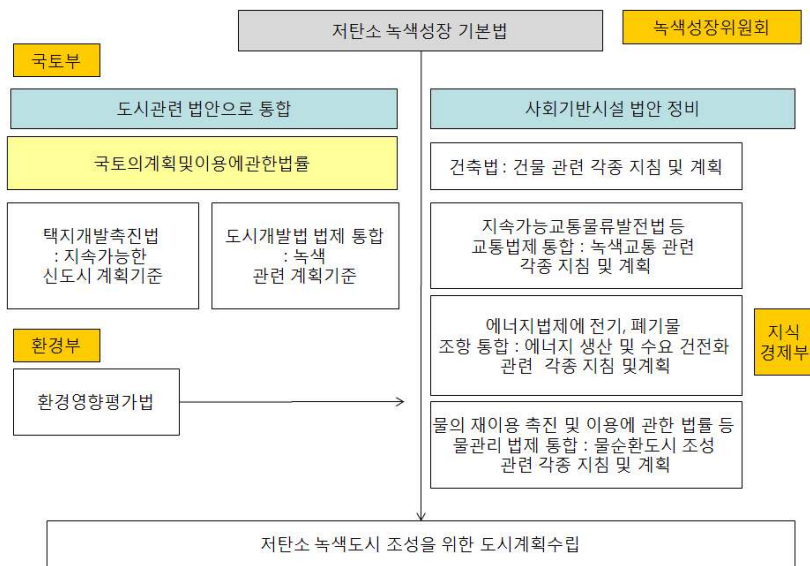 저탄소 녹색성장 기본법
녹색성장위원회
국토부
도시관련 법안으로 통합
사회기반시설 법안 정비
국토의계획및이용에관한법률
건축법 : 건물 관련 각종 지침 및 계획
택지개발촉진법
: 지속가능한
신도시 계획기준
도시개발법 법제 통합
: 녹색
관련 계획기준
지속가능교통물류발전법 등
교통법제 통합 : 녹색교통 관련
각종 지침 및 계획
에너지법제에 전기, 폐기물
조항 통합 : 에너지 생산 및 수요 건전화
관련 각종 지침 및계획
지식
경제부
환경부
환경영향평가법
물의 재이용 촉진 및 이용에 관한 법률 등
물관리 법제 통합 : 물순환도시 조성
관련 각종 지침 및 계획
저탄소 녹색도시 조성을 위한 도시계획수립